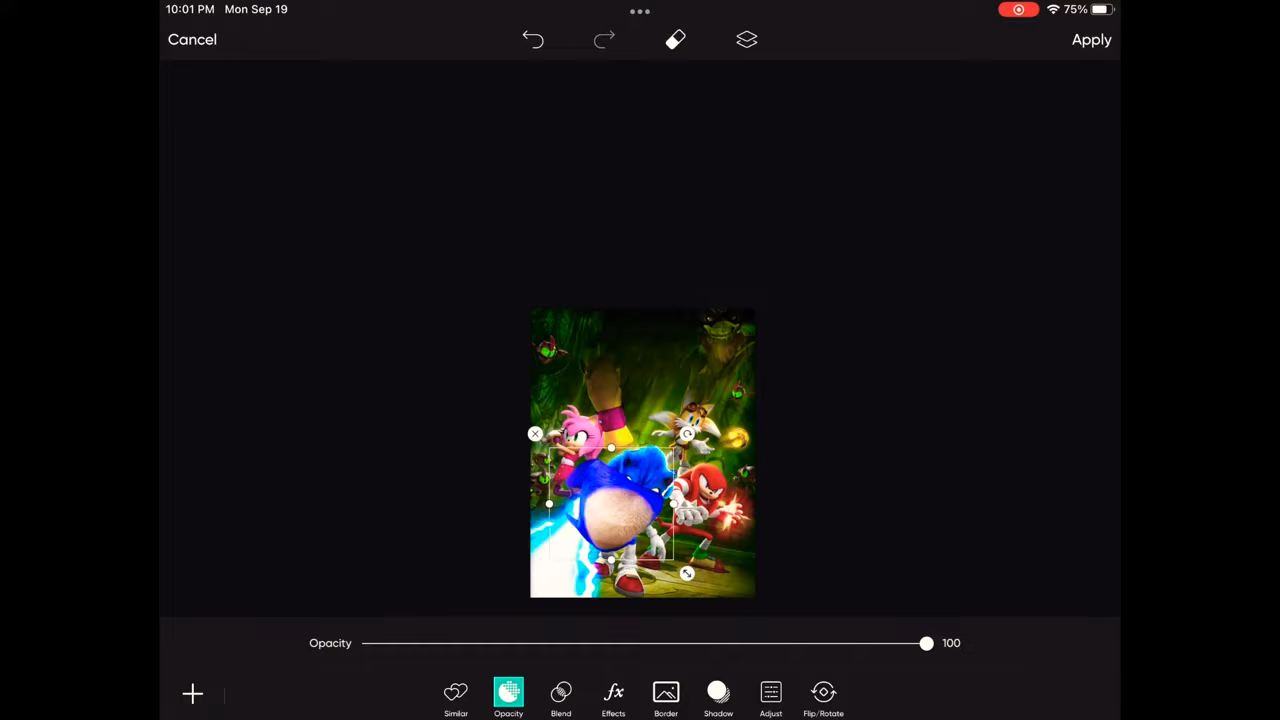 10:01 PM Mon Sep 19
75%
Cancel
Apply
Opacity 100
Similar Opacity Blend Effects Border Shadow Adjust Flip/Rotate